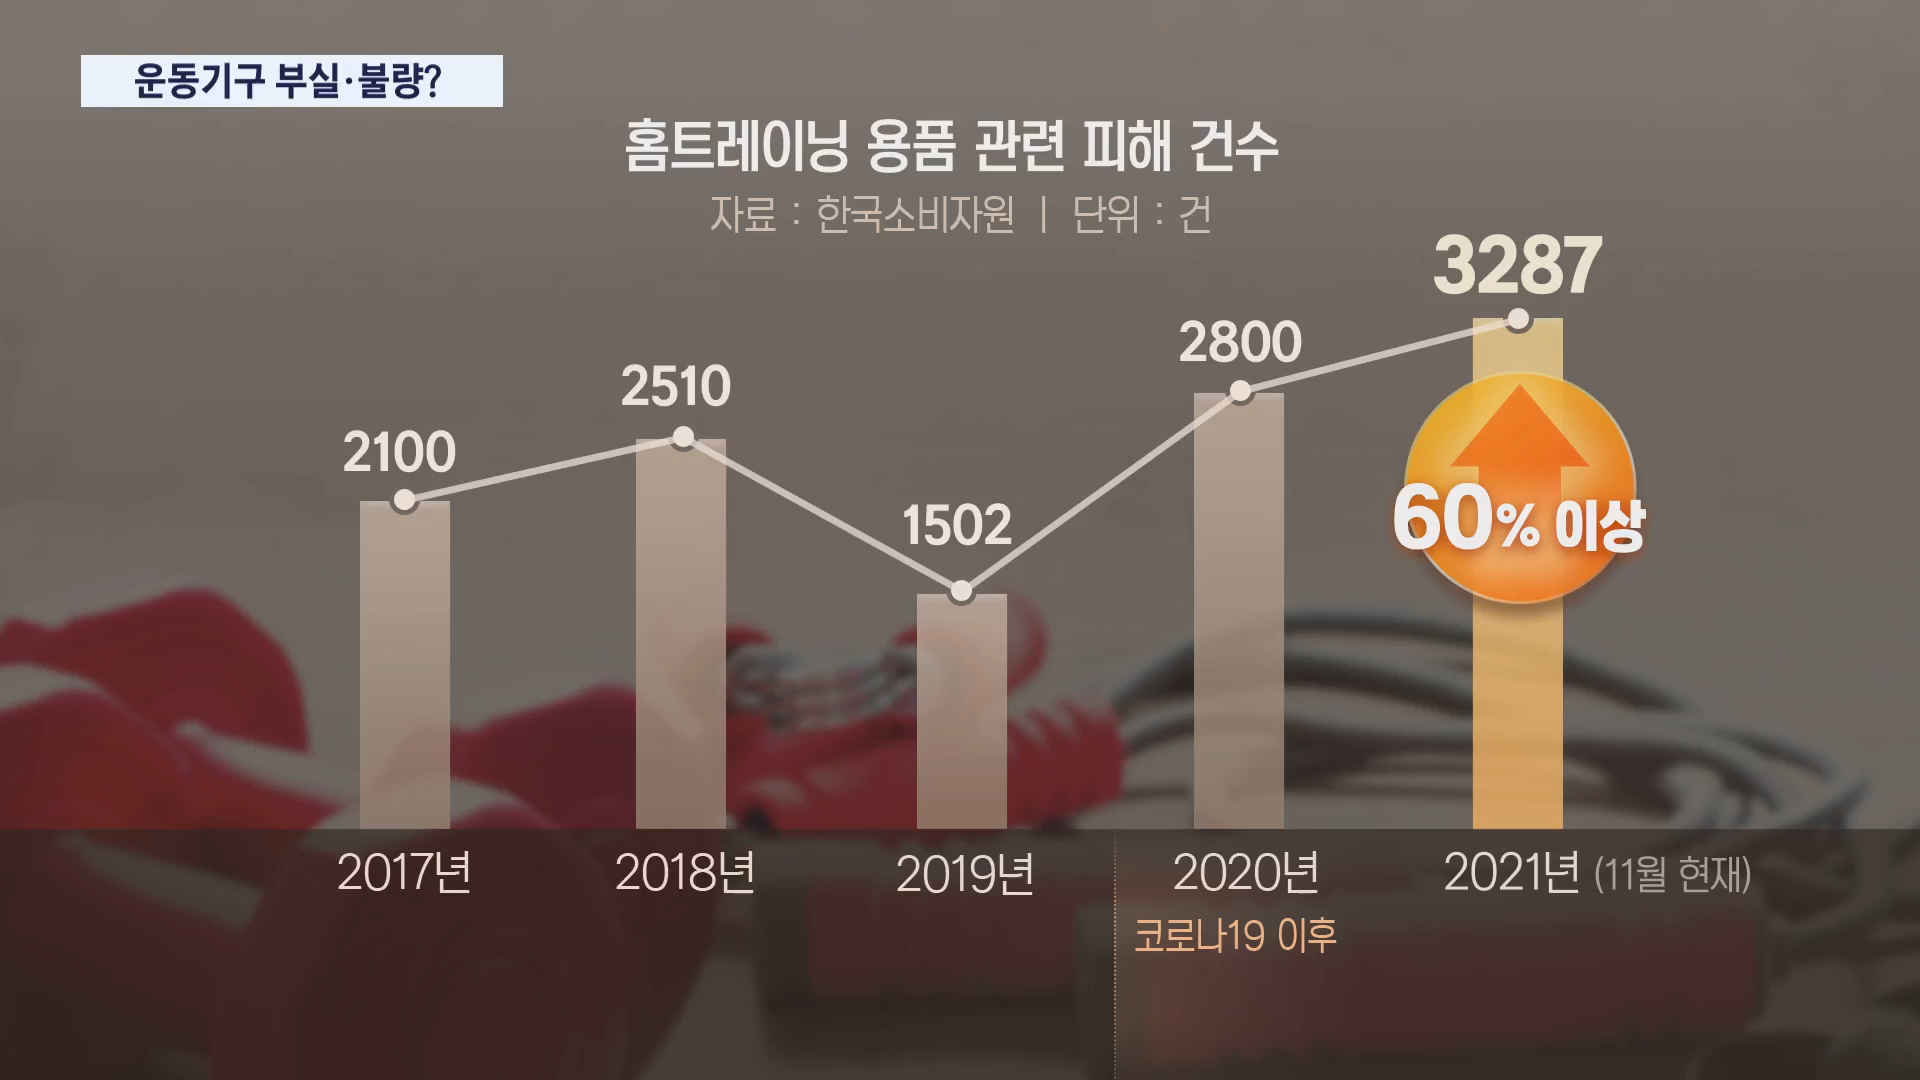 운동기구 부실·불량?
홈트레이닝 용품 관련 피해 건수
자료 : 한국소비자원 | 단위 : 건
2100
2510
1502
2800
3287
60% 이상
2017년
2018년
2019년
2020년
2021년 (11월 현재)
코로나19 이후